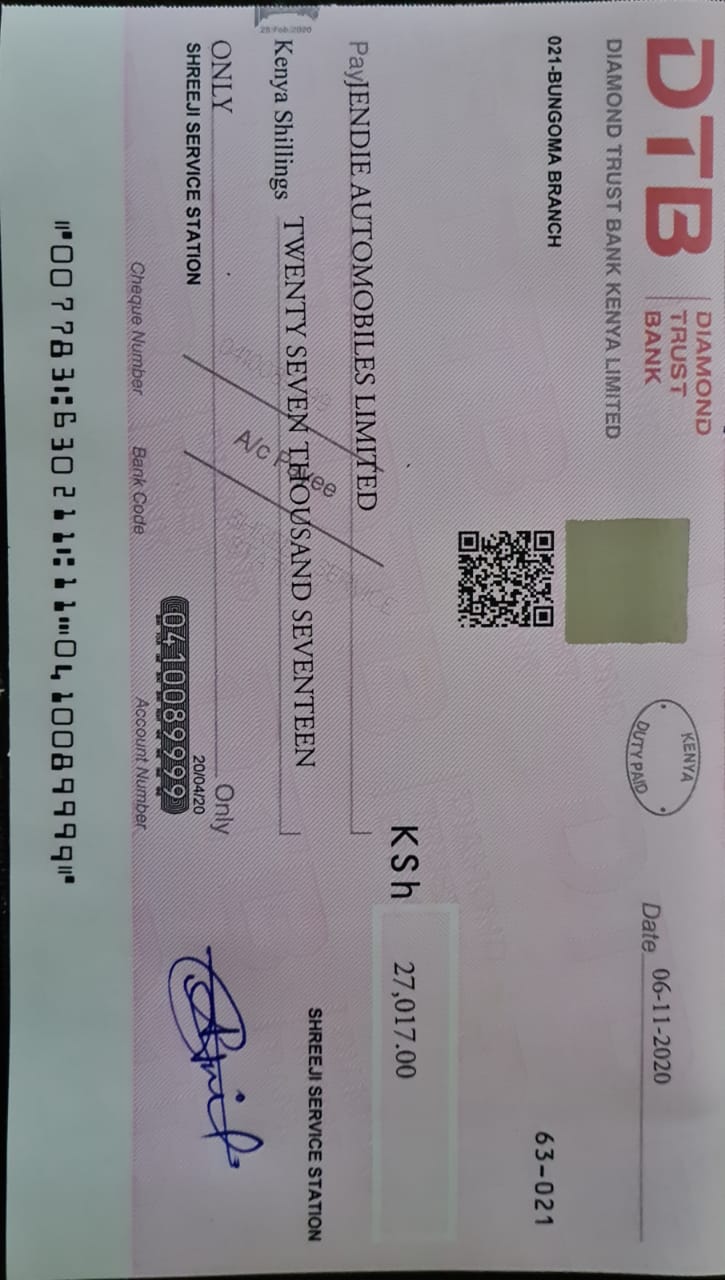 DTB
DIAMOND
TRUST
BANK
DIAMOND TRUST BANK KENYA LIMITED
KENYA
DUTY PAID
Date 06-11-2020
021-BUNGOMA BRANCH
63-021
PayJENDIE AUTOMOBILES LIMITED
KSh 27,017.00
A/c Payee
Kenya Shillings TWENTY SEVEN THOUSAND SEVENTEEN
ONLY Only
SHREEJI SERVICE STATION
SHREEJI SERVICE STATION
25/Feb/2020
20/04/20
0410089999
Cheque Number Bank Code Account Number
⑈007783⑆63021⑆11⑈0410089999⑈